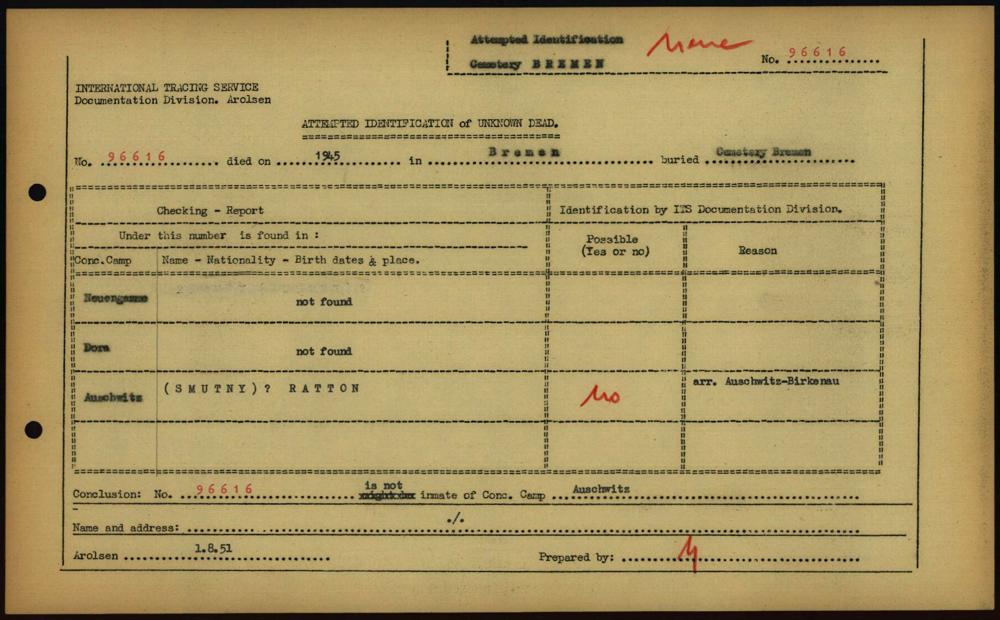 Attempted Identification
Cemetery BREMEN
None
No. 96616
INTERNATIONAL TRACING SERVICE
Documentation Division. Arolsen
ATTEMPTED IDENTIFICATION of UNKNOWN DEAD.
No. 96616 died on 1945 in Bremen buried Cemetery Bremen
Checking - Report
Identification by ITS Documentation Division.
Under this number is found in :
Possible
(Yes or no)
Reason
Conc.Camp Name - Nationality - Birth dates & place.
Neuengamme not found
Dora not found
Auschwitz (SMUTNY)? RATTON No arr. Auschwitz-Birkenau
is not
Conclusion: No. 96616 inmate of Conc. Camp Auschwitz
Name and address: ./.
Arolsen 1.8.51 Prepared by: